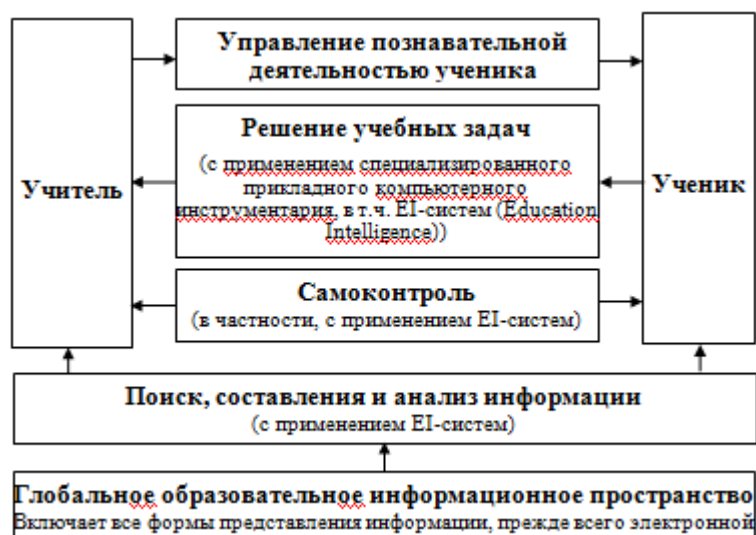 Управление познавательной
деятельностью ученика
Решение учебных задач
(с применением специализированного
прикладного компьютерного
инструментария, в т.ч. EI-систем (Education
Intelligence))
Учитель
Ученик
Самоконтроль
(в частности, с применением EI-систем)
Поиск, составления и анализ информации
(с применением EI-систем)
Глобальное образовательное информационное пространство
Включает все формы представления информации, прежде всего электронной